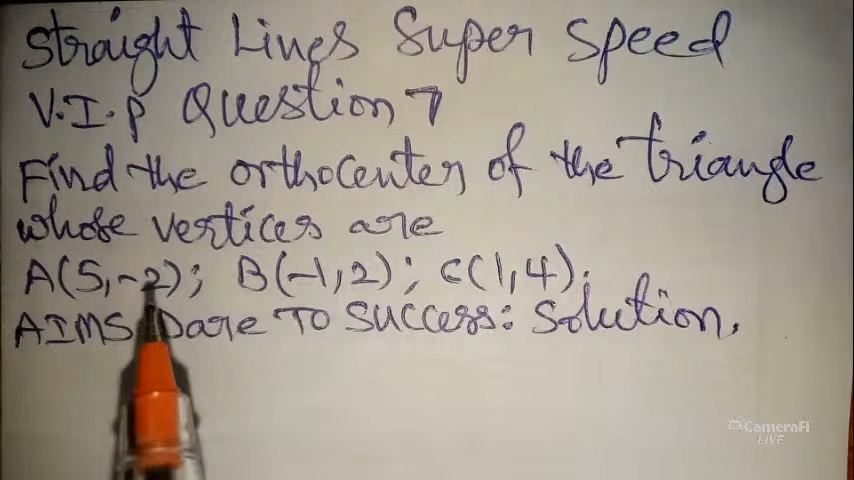 Straight Lines Super Speed
V.I.P Question 7
Find the orthocenter of the triangle
whose vertices are
A(5,-2); B(-1,2); C(1,4).
AIMS Dare To Success: Solution.
CameraFi
LIVE